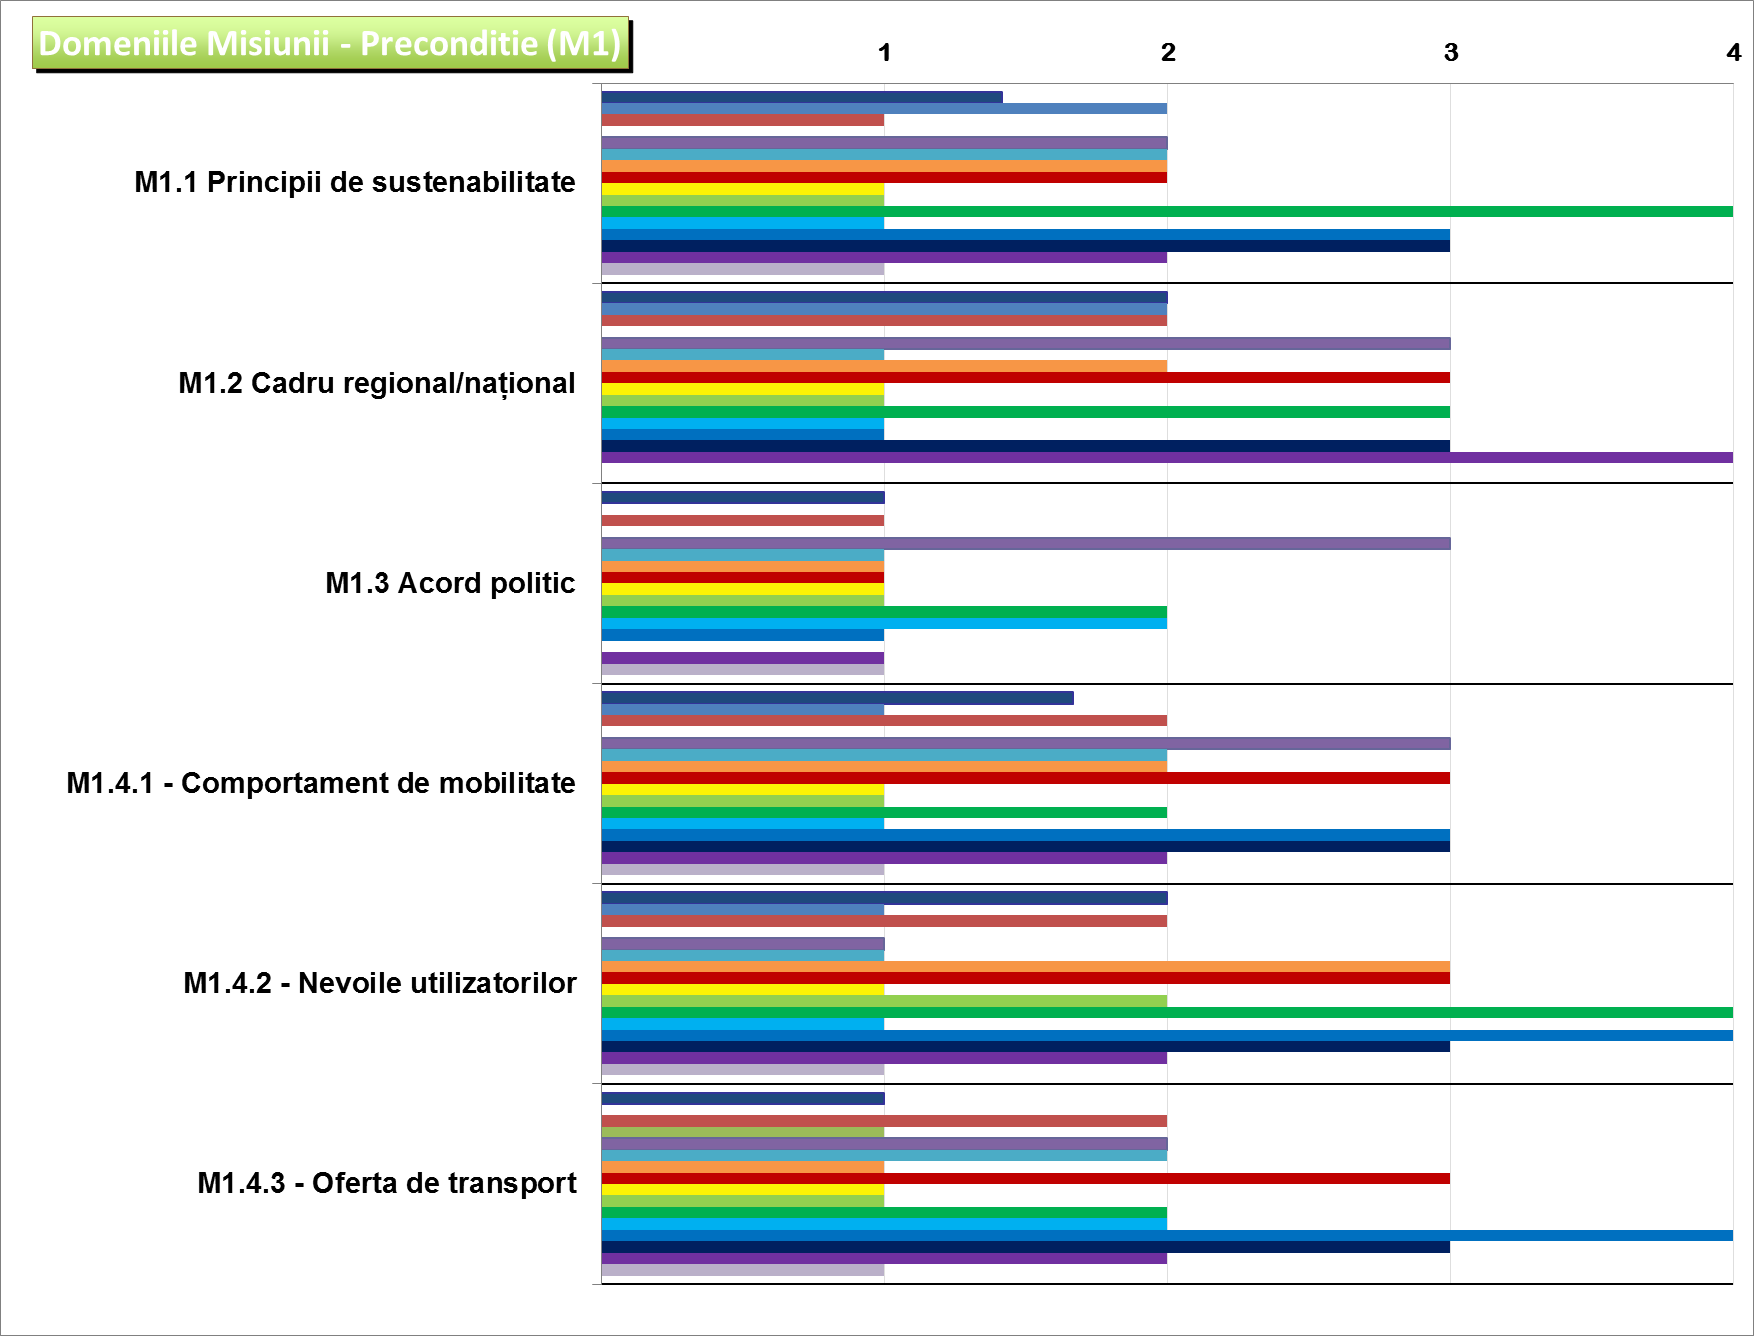 Domeniile Misiunii - Preconditie (M1)
1 2 3 4
M1.1 Principii de sustenabilitate
M1.2 Cadru regional/național
M1.3 Acord politic
M1.4.1 - Comportament de mobilitate
M1.4.2 - Nevoile utilizatorilor
M1.4.3 - Oferta de transport